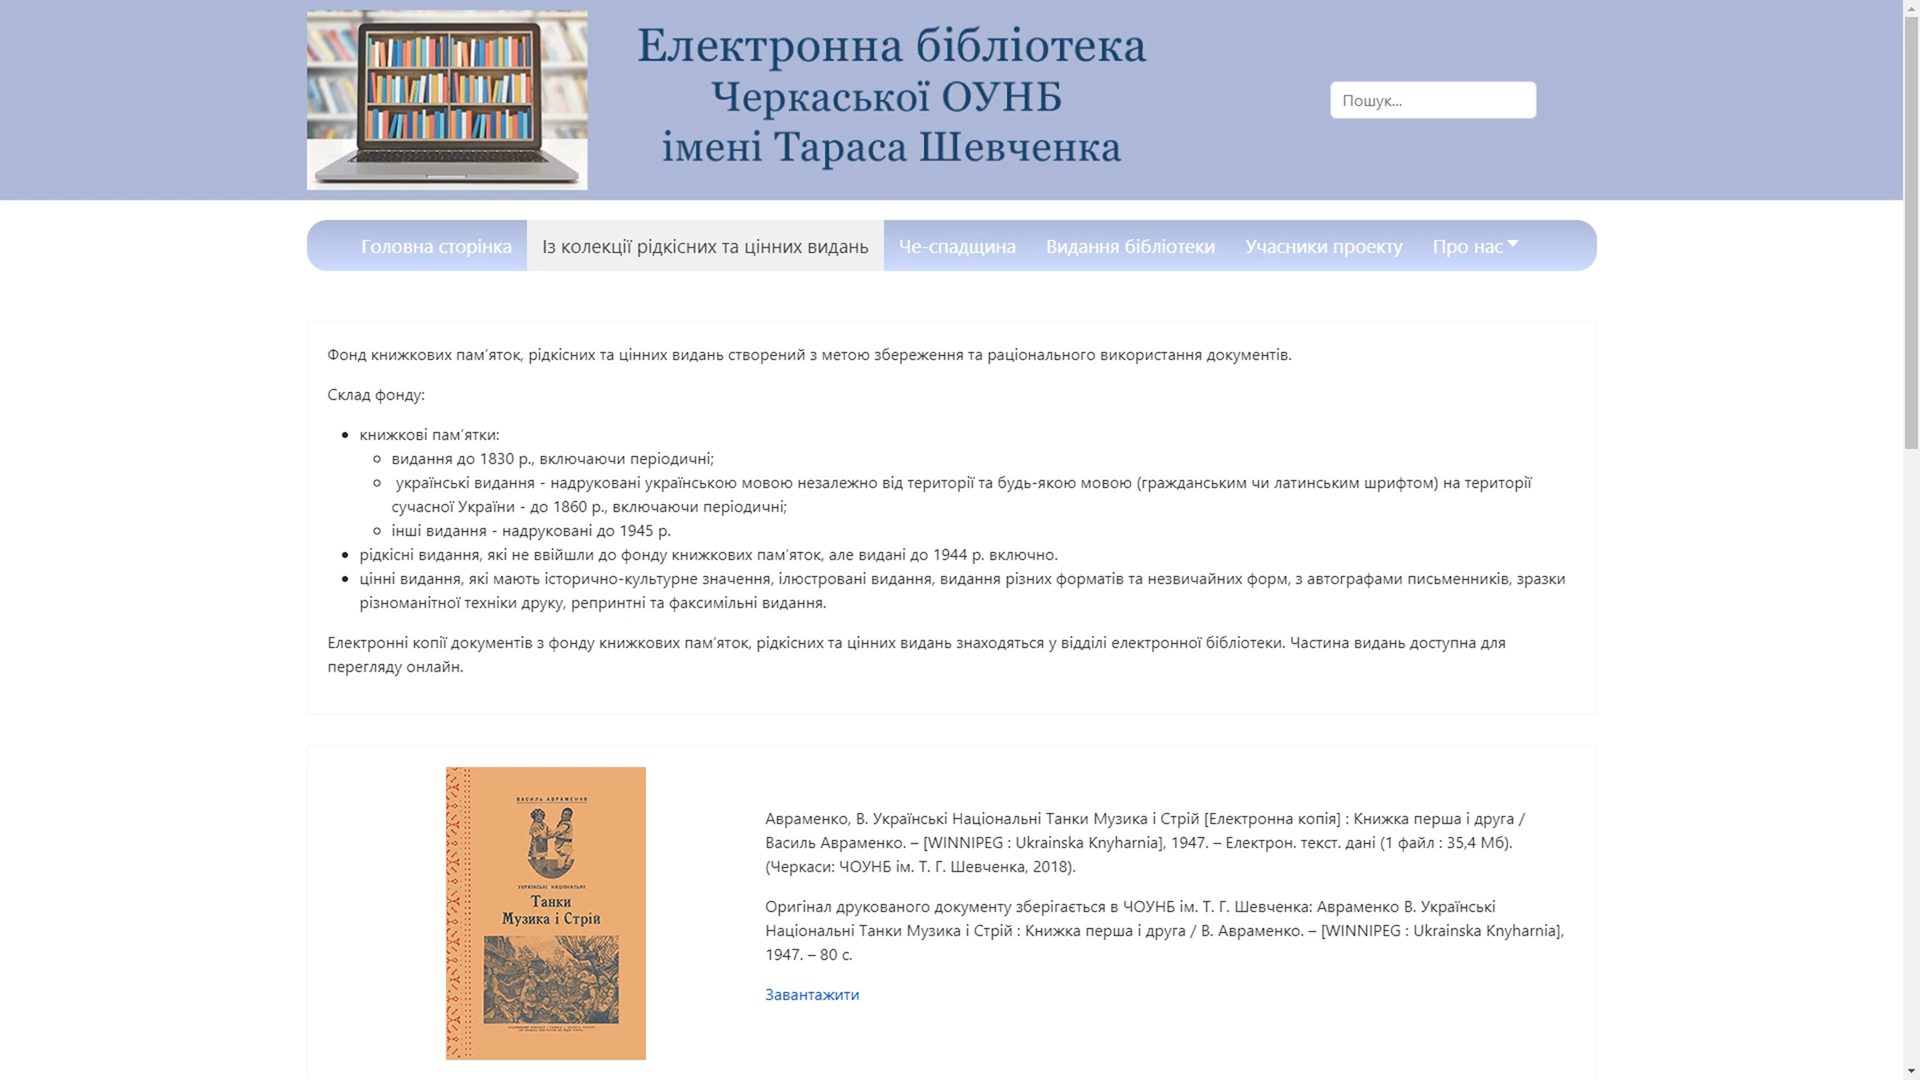 Електронна бібліотека
Черкаської ОУНБ
імені Тараса Шевченка
Пошук...
Головна сторінка
Із колекції рідкісних та цінних видань
Че-спадщина
Видання бібліотеки
Учасники проекту
Про нас
Фонд книжкових пам'яток, рідкісних та цінних видань створений з метою збереження та раціонального використання документів.
Склад фонду:
книжкові пам'ятки:
видання до 1830 р., включаючи періодичні;
українські видання - надруковані українською мовою незалежно від території та будь-якою мовою (гражданським чи латинським шрифтом) на території
сучасної України - до 1860 р., включаючи періодичні;
інші видання - надруковані до 1945 р.
рідкісні видання, які не ввійшли до фонду книжкових пам'яток, але видані до 1944 р. включно.
цінні видання, які мають історично-культурне значення, ілюстровані видання, видання різних форматів та незвичайних форм, з автографами письменників, зразки
різноманітної техніки друку, репринтні та факсимільні видання.
Електронні копії документів з фонду книжкових пам'яток, рідкісних та цінних видань знаходяться у відділі електронної бібліотеки. Частина видань доступна для
перегляду онлайн.
ВАСИЛЬ АВРАМЕНКО
УКРАЇНСЬКІ НАЦІОНАЛЬНІ
Танки
Музика і Стрій
Авраменко, В. Українські Національні Танки Музика і Стрій [Електронна копія] : Книжка перша і друга /
Василь Авраменко. – [WINNIPEG : Ukrainska Knyharnia], 1947. – Електрон. текст. дані (1 файл : 35,4 Мб).
(Черкаси: ЧОУНБ ім. Т. Г. Шевченка, 2018).
Оригінал друкованого документу зберігається в ЧОУНБ ім. Т. Г. Шевченка: Авраменко В. Українські
Національні Танки Музика і Стрій : Книжка перша і друга / В. Авраменко. – [WINNIPEG : Ukrainska Knyharnia],
1947. – 80 с.
Завантажити